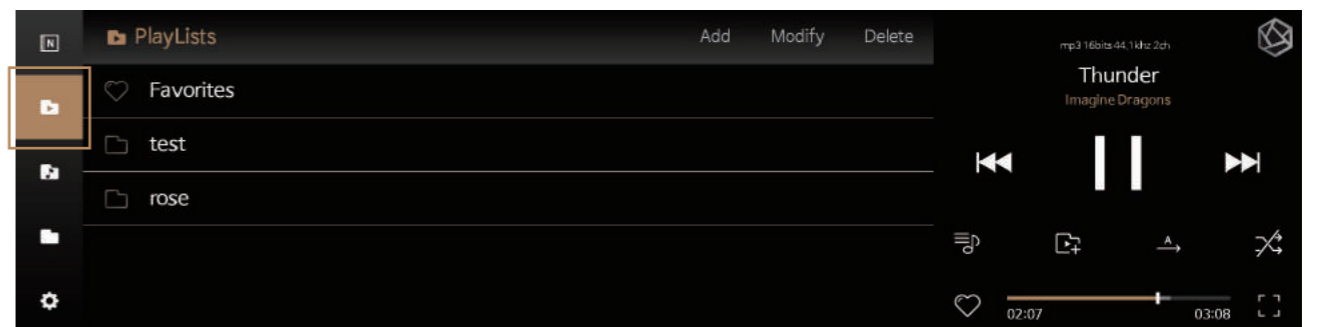 N
PlayLists Add Modify Delete
Favorites
test
rose
mp3 16bits 44,1khz 2ch
Thunder
Imagine Dragons
A
02:07 03:08